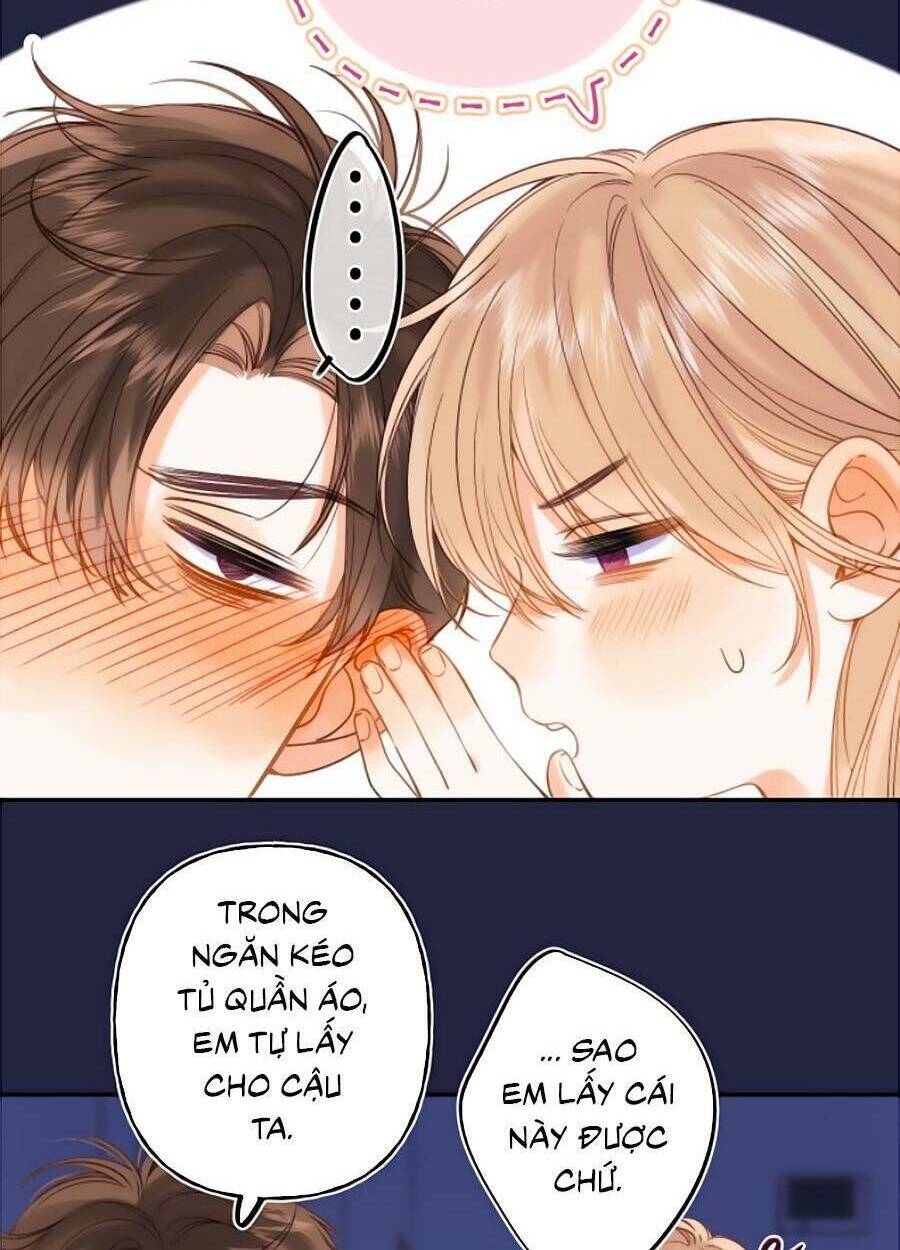 ......
TRONG
NGĂN KÉO
TỦ QUẦN ÁO,
EM TỰ LẤY
CHO CẬU
TA.
... SAO
EM LẤY CÁI
NÀY ĐƯỢC
CHỨ.